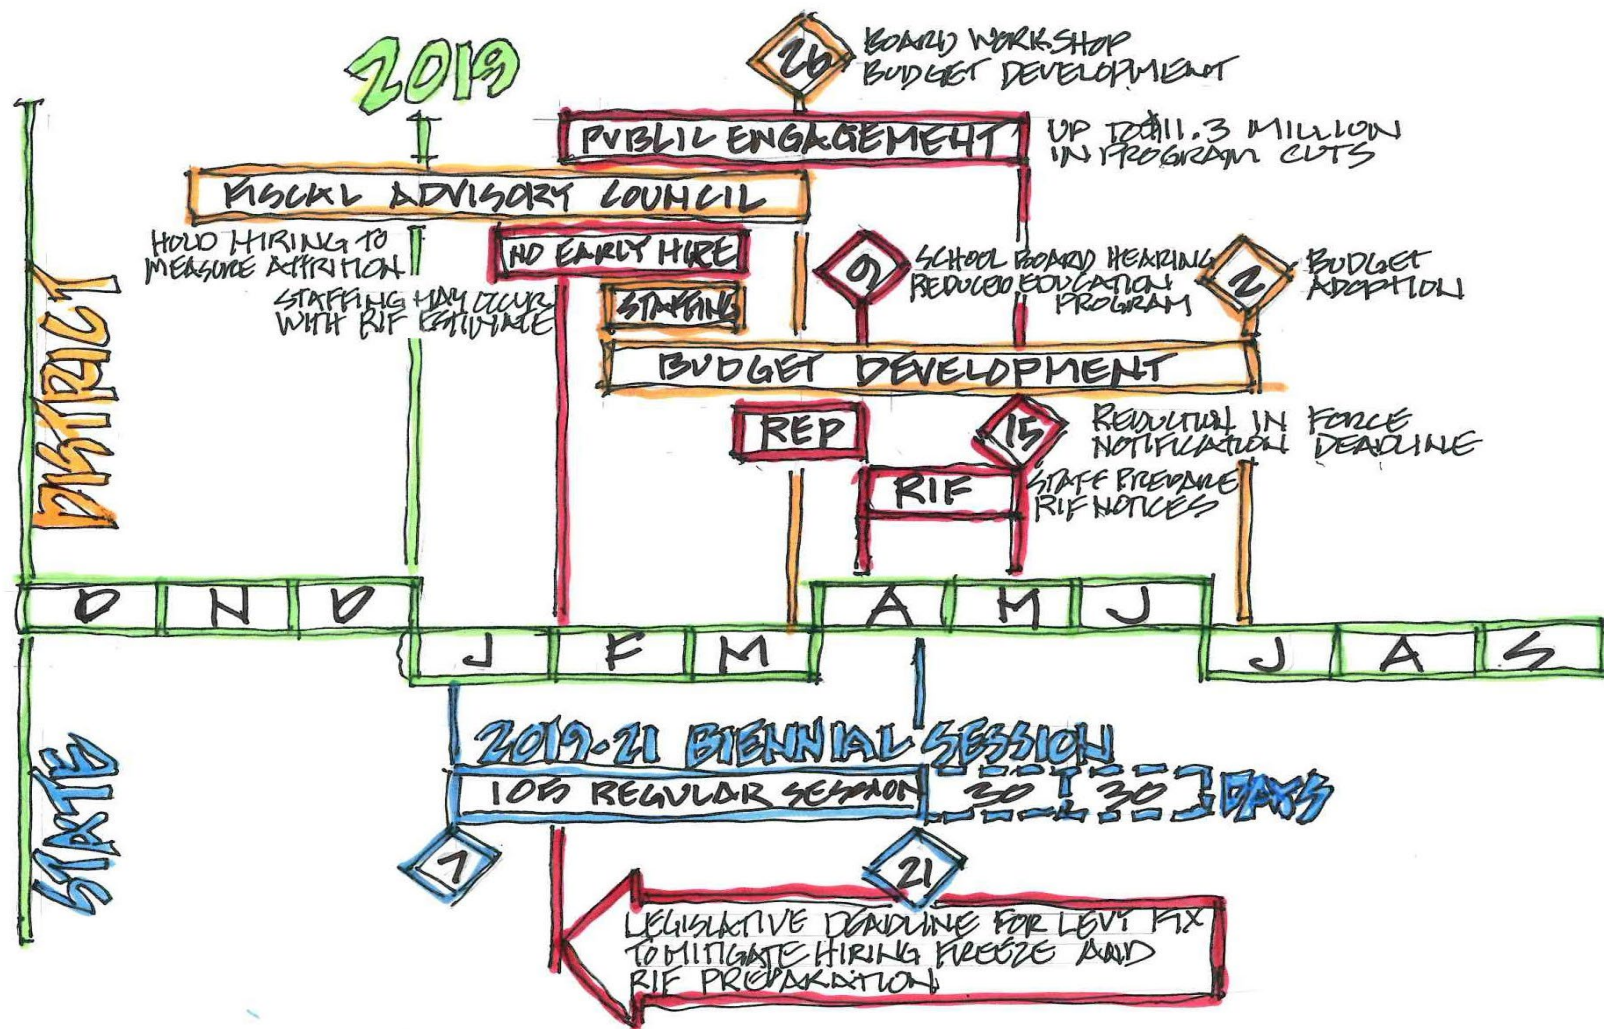 2019
26
BOARD WORKSHOP
BUDGET DEVELOPMENT
PUBLIC ENGAGEMENT
UP TO $11.3 MILLION
IN PROGRAM CUTS
FISCAL ADVISORY COUNCIL
HOLD HIRING TO
MEASURE ATTRITION
NO EARLY HIRE
9
SCHOOL BOARD HEARING
REDUCED EDUCATION
PROGRAM
2
BUDGET
ADOPTION
STAFFING MAY OCCUR
WITH RIF ESTIMATE
STAFFING
DISTRICT
BUDGET DEVELOPMENT
REP
15
REDUCTION IN FORCE
NOTIFICATION DEADLINE
RIF
STAFF PREPARE
RIF NOTICES
O N D
J F M
A M J
J A S
STATE
2019-21 BIENNIAL SESSION
105 REGULAR SESSION 30 30 DAYS
7
21
LEGISLATIVE DEADLINE FOR LEVY FIX
TO MITIGATE HIRING FREEZE AND
RIF PREPARATION